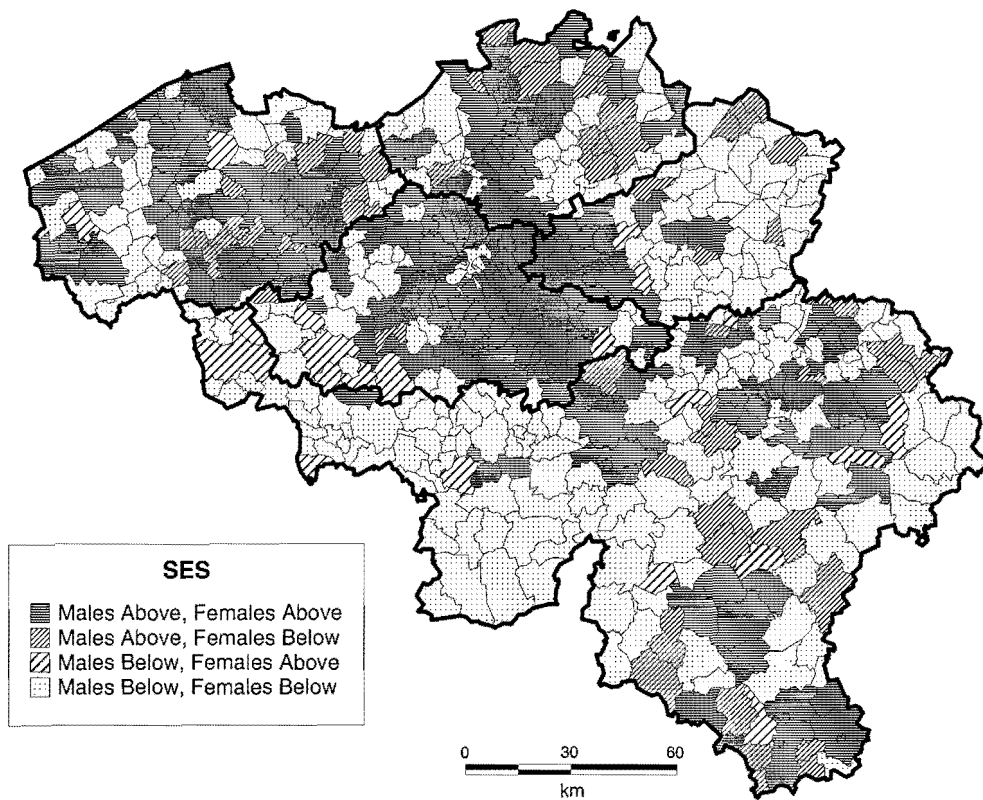 SES
Males Above, Females Above
Males Above, Females Below
Males Below, Females Above
Males Below, Females Below
0 30 60
km